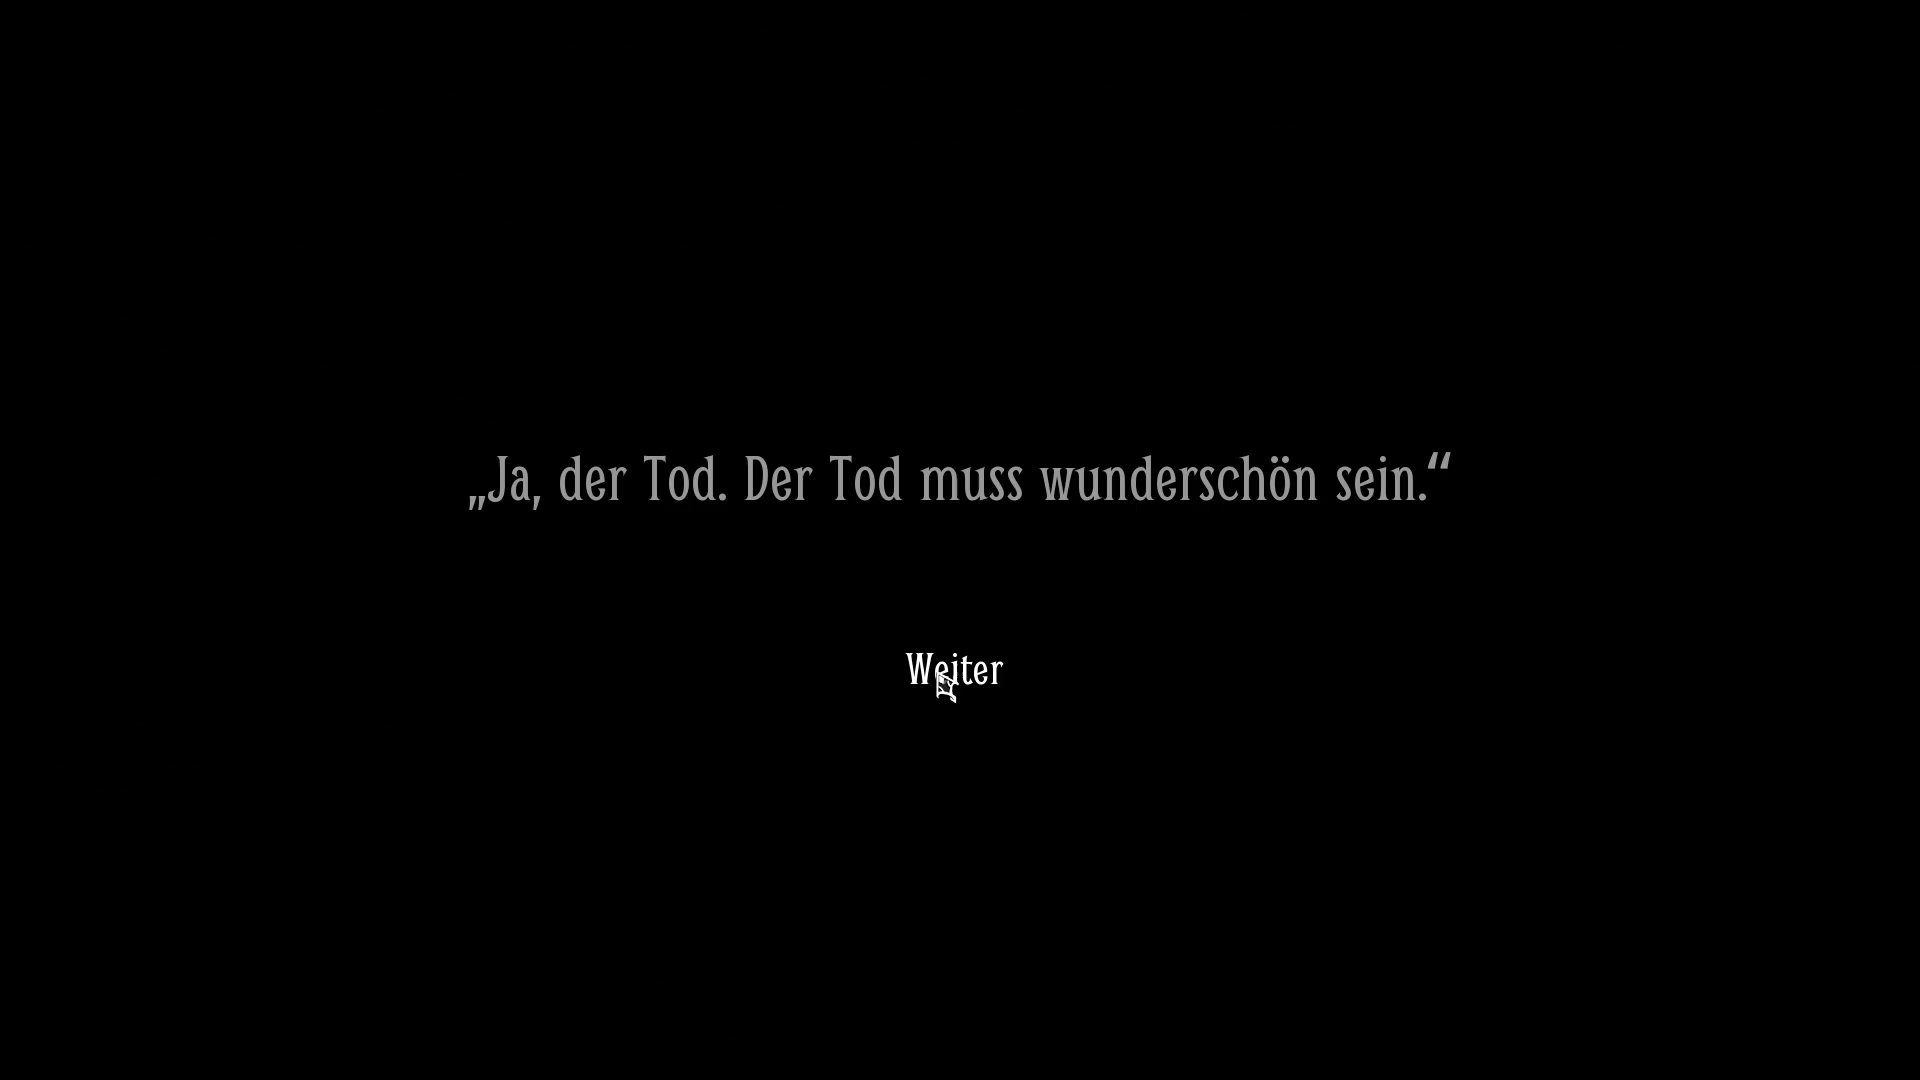 „Ja, der Tod. Der Tod muss wunderschön sein.“
Weiter